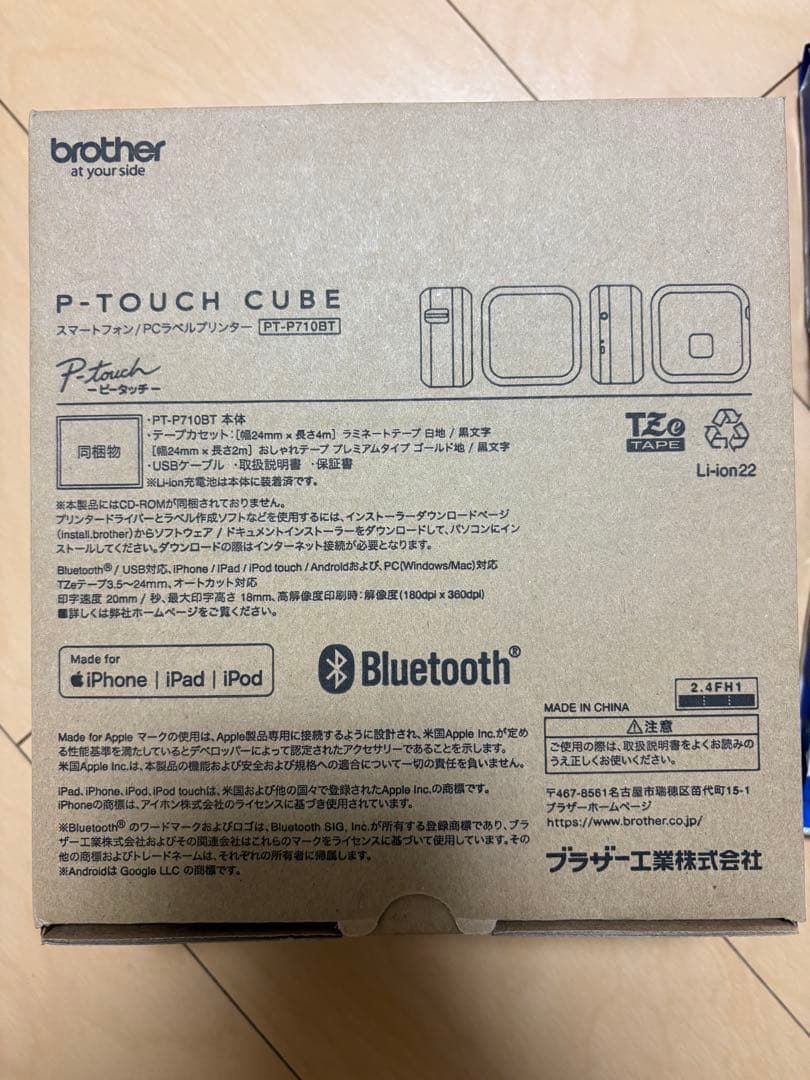 brother
at your side
P-TOUCH CUBE
スマートフォン/PCラベルプリンター PT-P710BT
P-touch
-ピータッチ-
同梱物
・PT-P710BT 本体
・テープカセット：[幅24mm × 長さ4m] ラミネートテープ 白地 / 黒文字
[幅24mm × 長さ2m] おしゃれテープ プレミアムタイプ ゴールド地 / 黒文字
・USBケーブル ・取扱説明書 ・保証書
※Li-ion充電池は本体に装着済です。
TZe
TAPE
Li-ion22
※本製品にはCD-ROMが同梱されておりません。
プリンタードライバーとラベル作成ソフトなどを使用するには、インストーラーダウンロードページ
(install.brother)からソフトウェア / ドキュメントインストーラーをダウンロードして、パソコンにイン
ストールしてください。ダウンロードの際はインターネット接続が必要となります。
Bluetooth® / USB対応、iPhone / iPad / iPod touch / Androidおよび、PC(Windows/Mac)対応
TZeテープ3.5～24mm、オートカット対応
印字速度 20mm / 秒、最大印字高さ 18mm、高解像度印刷時：解像度(180dpi x 360dpi)
■詳しくは弊社ホームページをご覧ください。
Made for
iPhone | iPad | iPod
Bluetooth®
2.4FH1
MADE IN CHINA
⚠注意
ご使用の際は、取扱説明書をよくお読みの
うえ正しくお使いください。
Made for Apple マークの使用は、Apple製品専用に接続するように設計され、米国Apple Inc.が定め
る性能基準を満たしているとデベロッパーによって認定されたアクセサリーであることを示します。
米国Apple Inc.は、本製品の機能および安全および規格への適合について一切の責任を負いません。
iPad、iPhone、iPod、iPod touchは、米国および他の国々で登録されたApple Inc.の商標です。
iPhoneの商標は、アイホン株式会社のライセンスに基づき使用されています。
※Bluetooth® のワードマークおよびロゴは、Bluetooth SIG, Inc.が所有する登録商標であり、ブラ
ザー工業株式会社およびその関連会社はこれらのマークをライセンスに基づいて使用しています。その
他の商標およびトレードネームは、それぞれの所有者に帰属します。
※Androidは Google LLC の商標です。
〒467-8561名古屋市瑞穂区苗代町15-1
ブラザーホームページ
https://www.brother.co.jp/
ブラザー工業株式会社